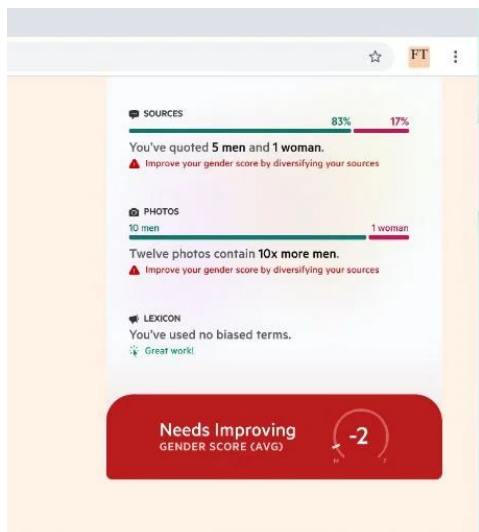 FT
SOURCES
83% 17%
You've quoted 5 men and 1 woman.
Improve your gender score by diversifying your sources
PHOTOS
10 men 1 woman
Twelve photos contain 10x more men.
Improve your gender score by diversifying your sources
LEXICON
You've used no biased terms.
Great work!
Needs Improving
GENDER SCORE (AVG)
-2
M F